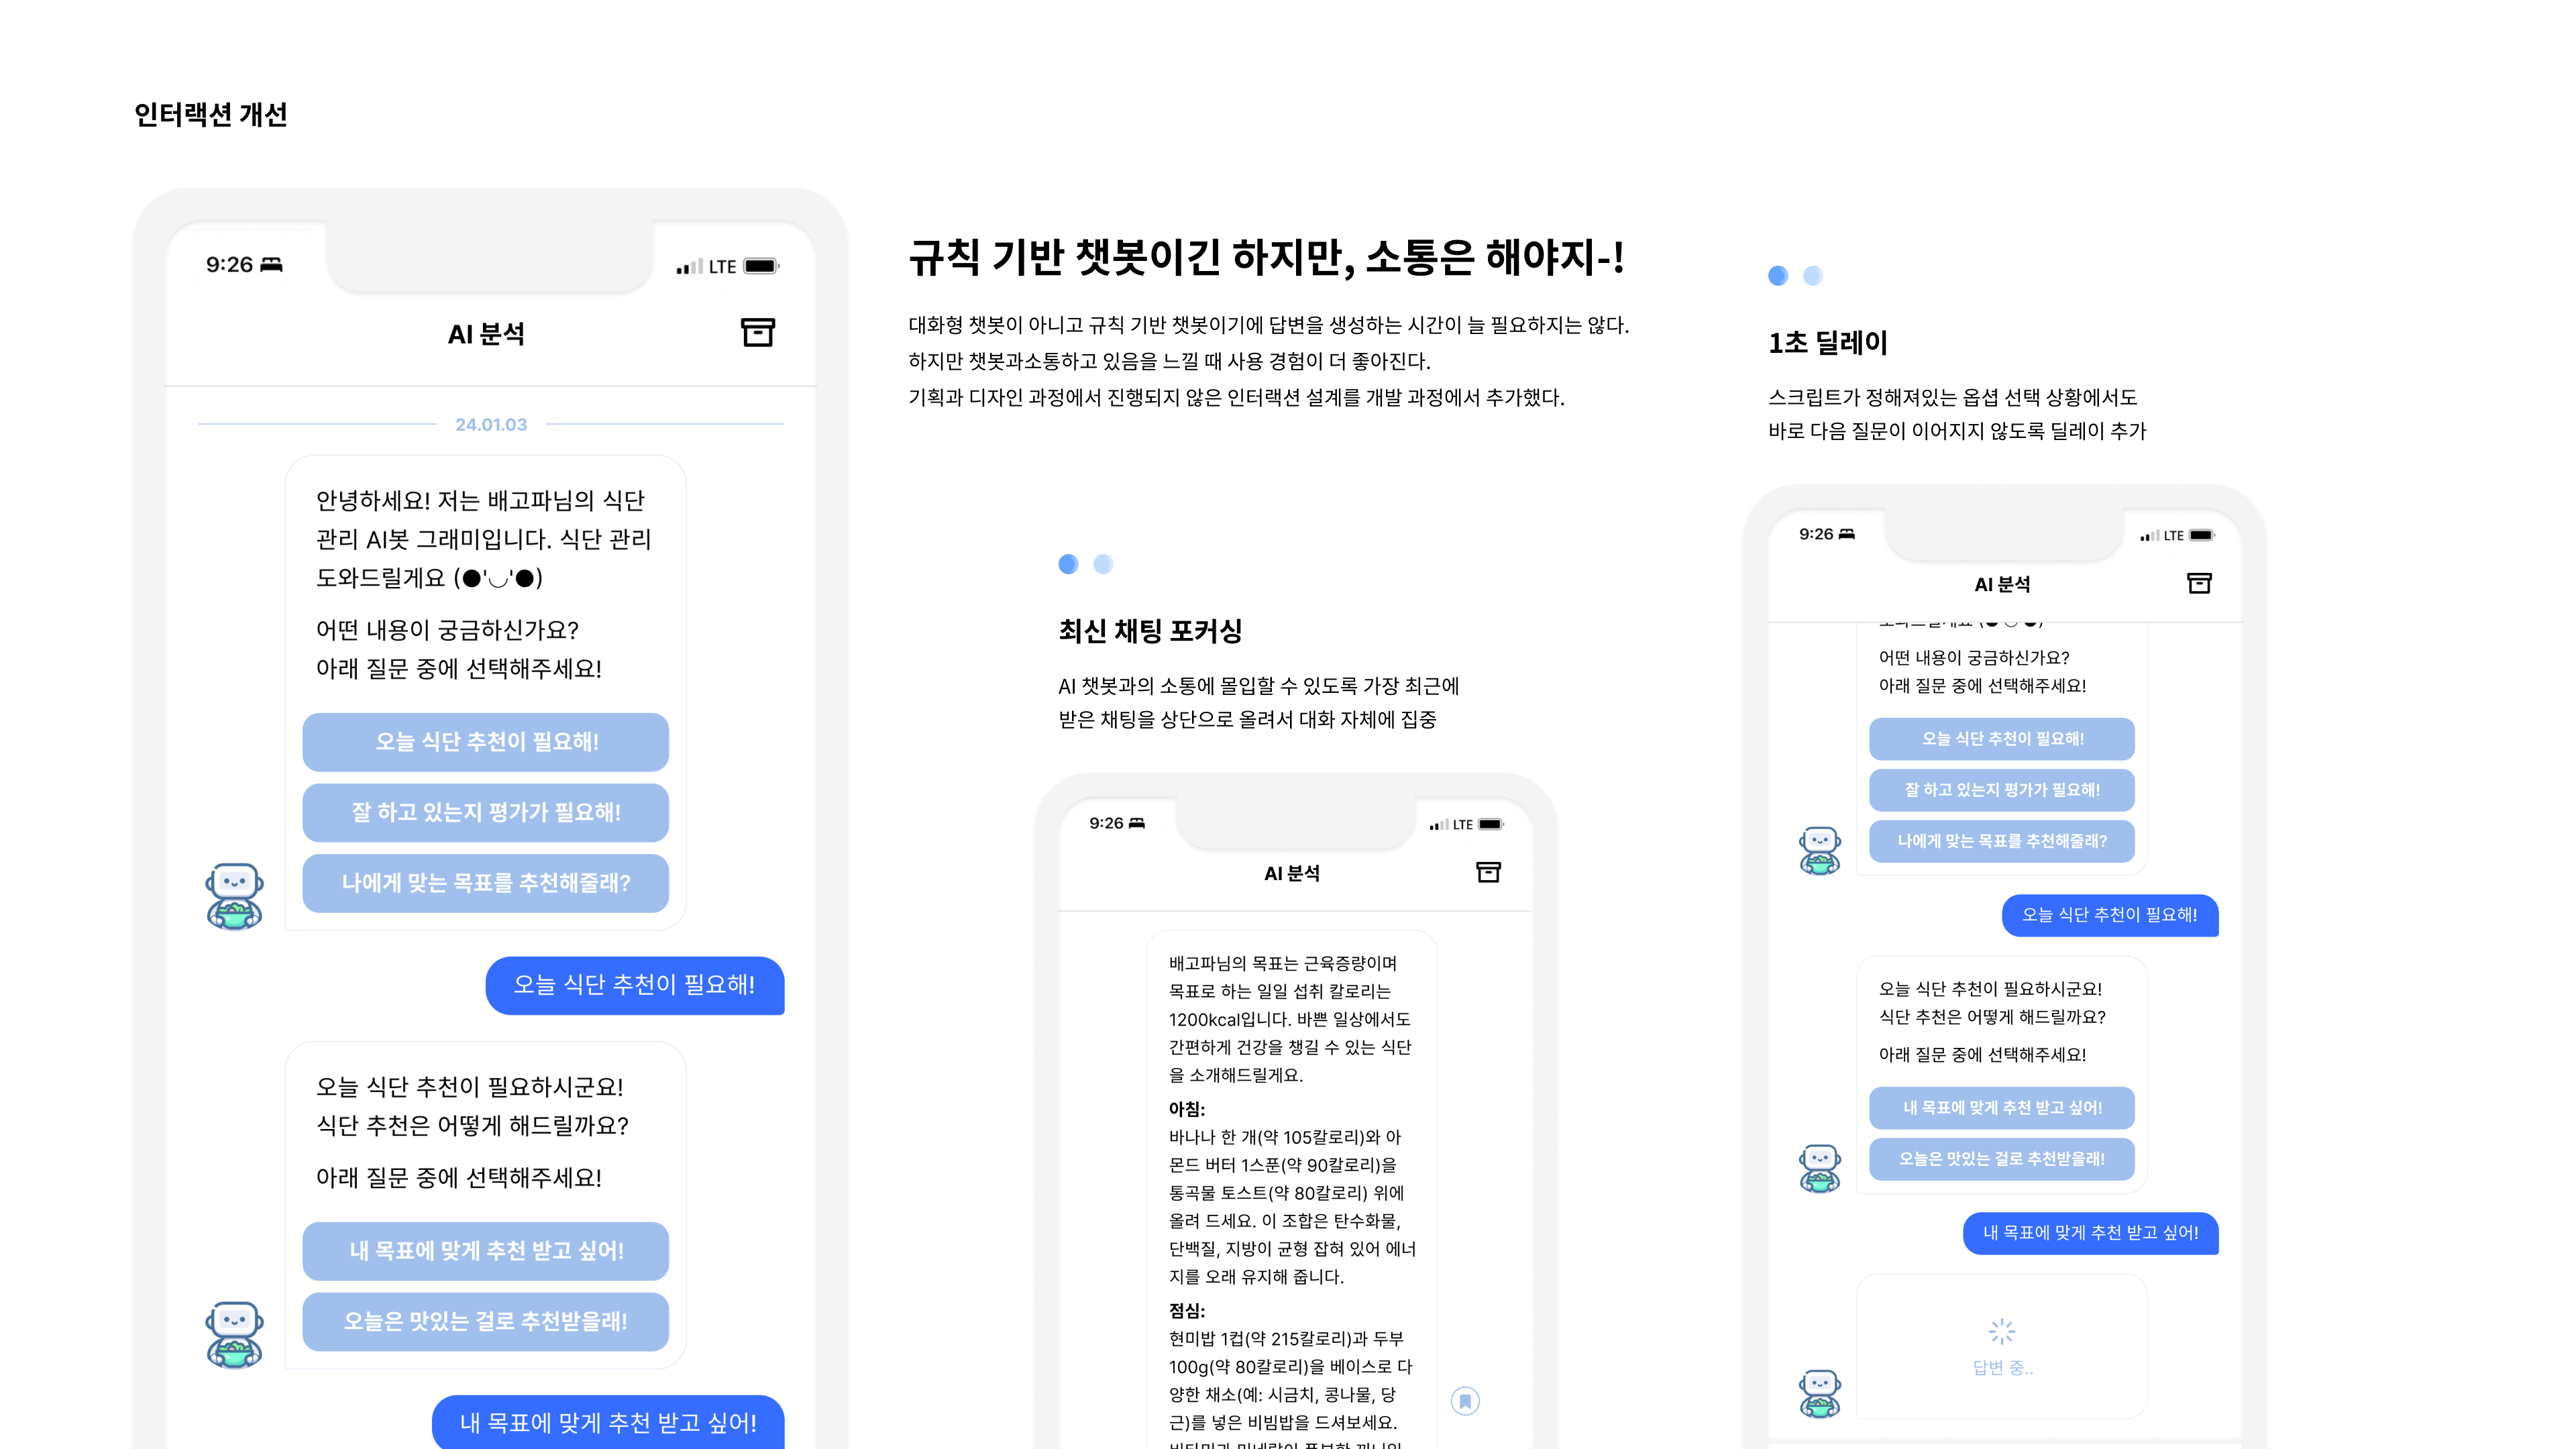 인터랙션 개선
9:26
LTE
AI 분석
24.01.03
안녕하세요! 저는 배고파님의 식단
관리 AI봇 그래미입니다. 식단 관리
도와드릴게요 (●'◡'●)
어떤 내용이 궁금하신가요?
아래 질문 중에 선택해주세요!
오늘 식단 추천이 필요해!
잘 하고 있는지 평가가 필요해!
나에게 맞는 목표를 추천해줄래?
오늘 식단 추천이 필요해!
오늘 식단 추천이 필요하시군요!
식단 추천은 어떻게 해드릴까요?
아래 질문 중에 선택해주세요!
내 목표에 맞게 추천 받고 싶어!
오늘은 맛있는 걸로 추천받을래!
내 목표에 맞게 추천 받고 싶어!
규칙 기반 챗봇이긴 하지만, 소통은 해야지-!
대화형 챗봇이 아니고 규칙 기반 챗봇이기에 답변을 생성하는 시간이 늘 필요하지는 않다.
하지만 챗봇과소통하고 있음을 느낄 때 사용 경험이 더 좋아진다.
기획과 디자인 과정에서 진행되지 않은 인터랙션 설계를 개발 과정에서 추가했다.
최신 채팅 포커싱
AI 챗봇과의 소통에 몰입할 수 있도록 가장 최근에
받은 채팅을 상단으로 올려서 대화 자체에 집중
9:26
LTE
AI 분석
배고파님의 목표는 근육증량이며
목표로 하는 일일 섭취 칼로리는
1200kcal입니다. 바쁜 일상에서도
간편하게 건강을 챙길 수 있는 식단
을 소개해드릴게요.
아침:
바나나 한 개(약 105칼로리)와 아
몬드 버터 1스푼(약 90칼로리)을
통곡물 토스트(약 80칼로리) 위에
올려 드세요. 이 조합은 탄수화물,
단백질, 지방이 균형 잡혀 있어 에너
지를 오래 유지해 줍니다.
점심:
현미밥 1컵(약 215칼로리)과 두부
100g(약 80칼로리)을 베이스로 다
양한 채소(예: 시금치, 콩나물, 당
근)를 넣은 비빔밥을 드셔보세요.
1초 딜레이
스크립트가 정해져있는 옵셥 선택 상황에서도
바로 다음 질문이 이어지지 않도록 딜레이 추가
9:26
LTE
AI 분석
어떤 내용이 궁금하신가요?
아래 질문 중에 선택해주세요!
오늘 식단 추천이 필요해!
잘 하고 있는지 평가가 필요해!
나에게 맞는 목표를 추천해줄래?
오늘 식단 추천이 필요해!
오늘 식단 추천이 필요하시군요!
식단 추천은 어떻게 해드릴까요?
아래 질문 중에 선택해주세요!
내 목표에 맞게 추천 받고 싶어!
오늘은 맛있는 걸로 추천받을래!
내 목표에 맞게 추천 받고 싶어!
답변 중..